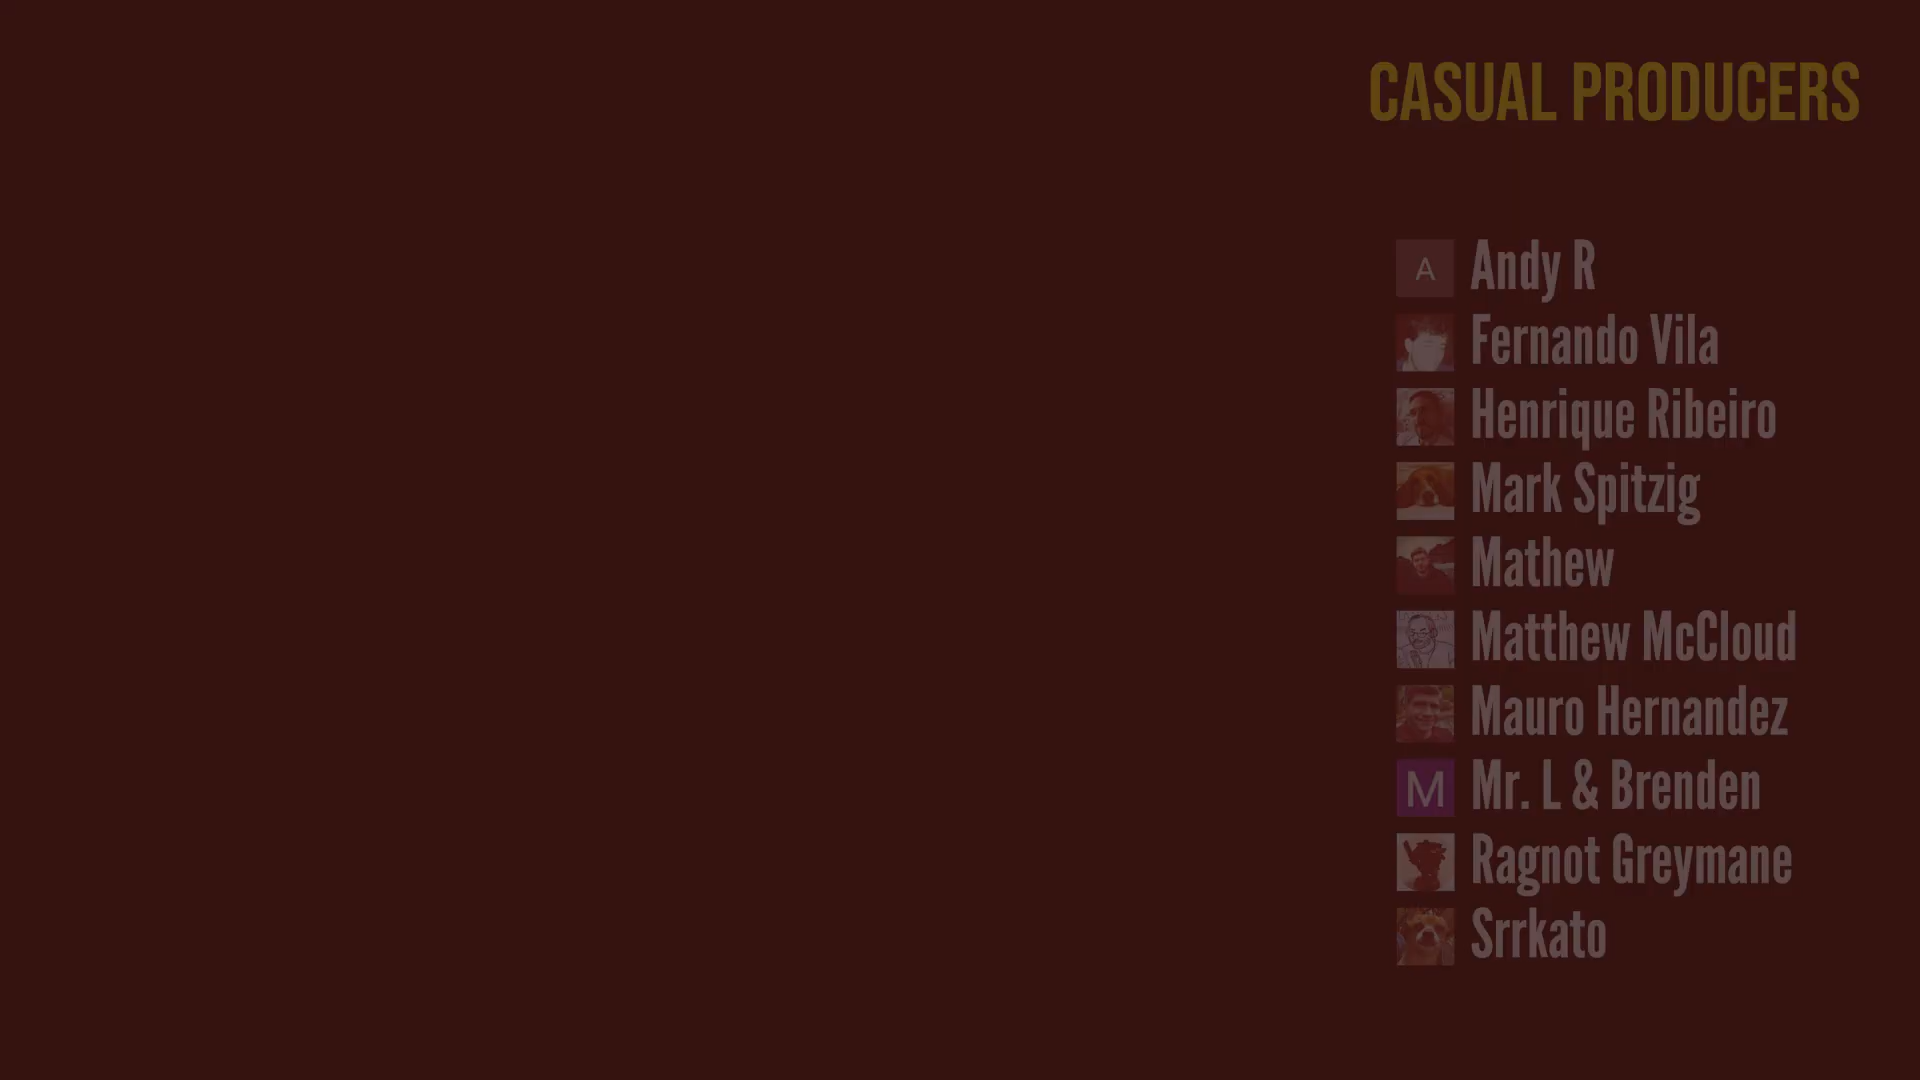 CASUAL PRODUCERS
A Andy R
Fernando Vila
Henrique Ribeiro
Mark Spitzig
Mathew
Matthew McCloud
Mauro Hernandez
M Mr. L & Brenden
Ragnot Greymane
Srrkato